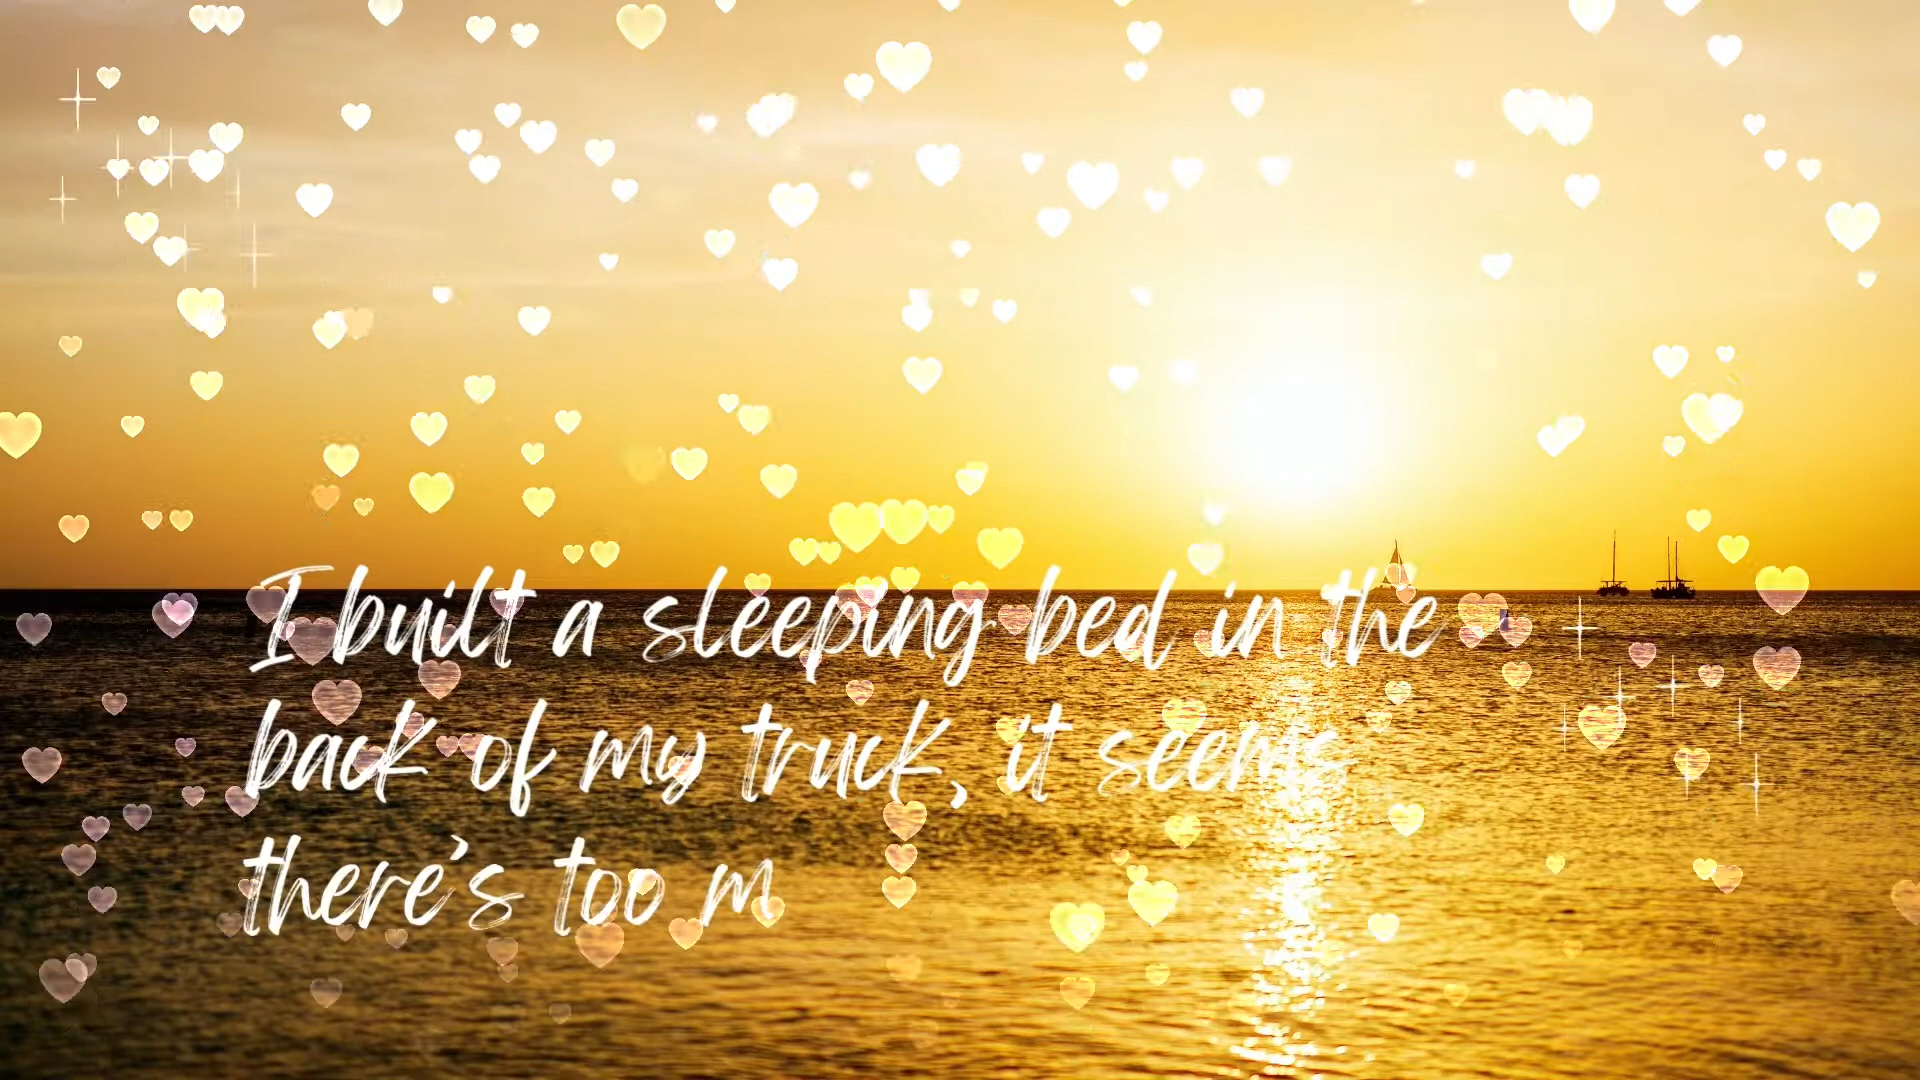 I built a sleeping bed in the
back of my truck, it seems
there's too m